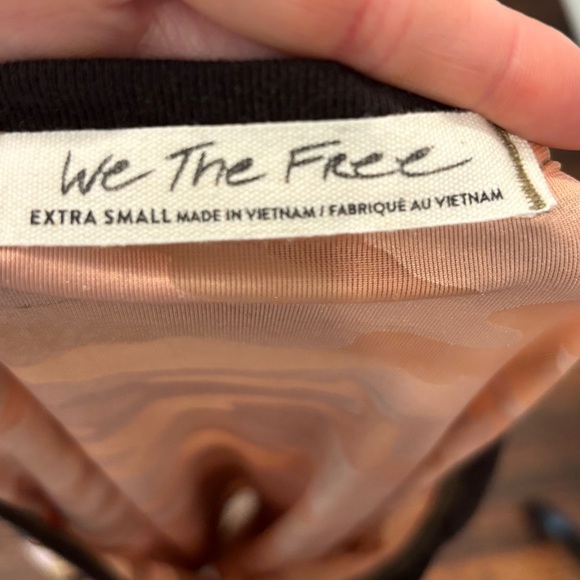 We The Free
EXTRA SMALL MADE IN VIETNAM / FABRIQUÉ AU VIETNAM